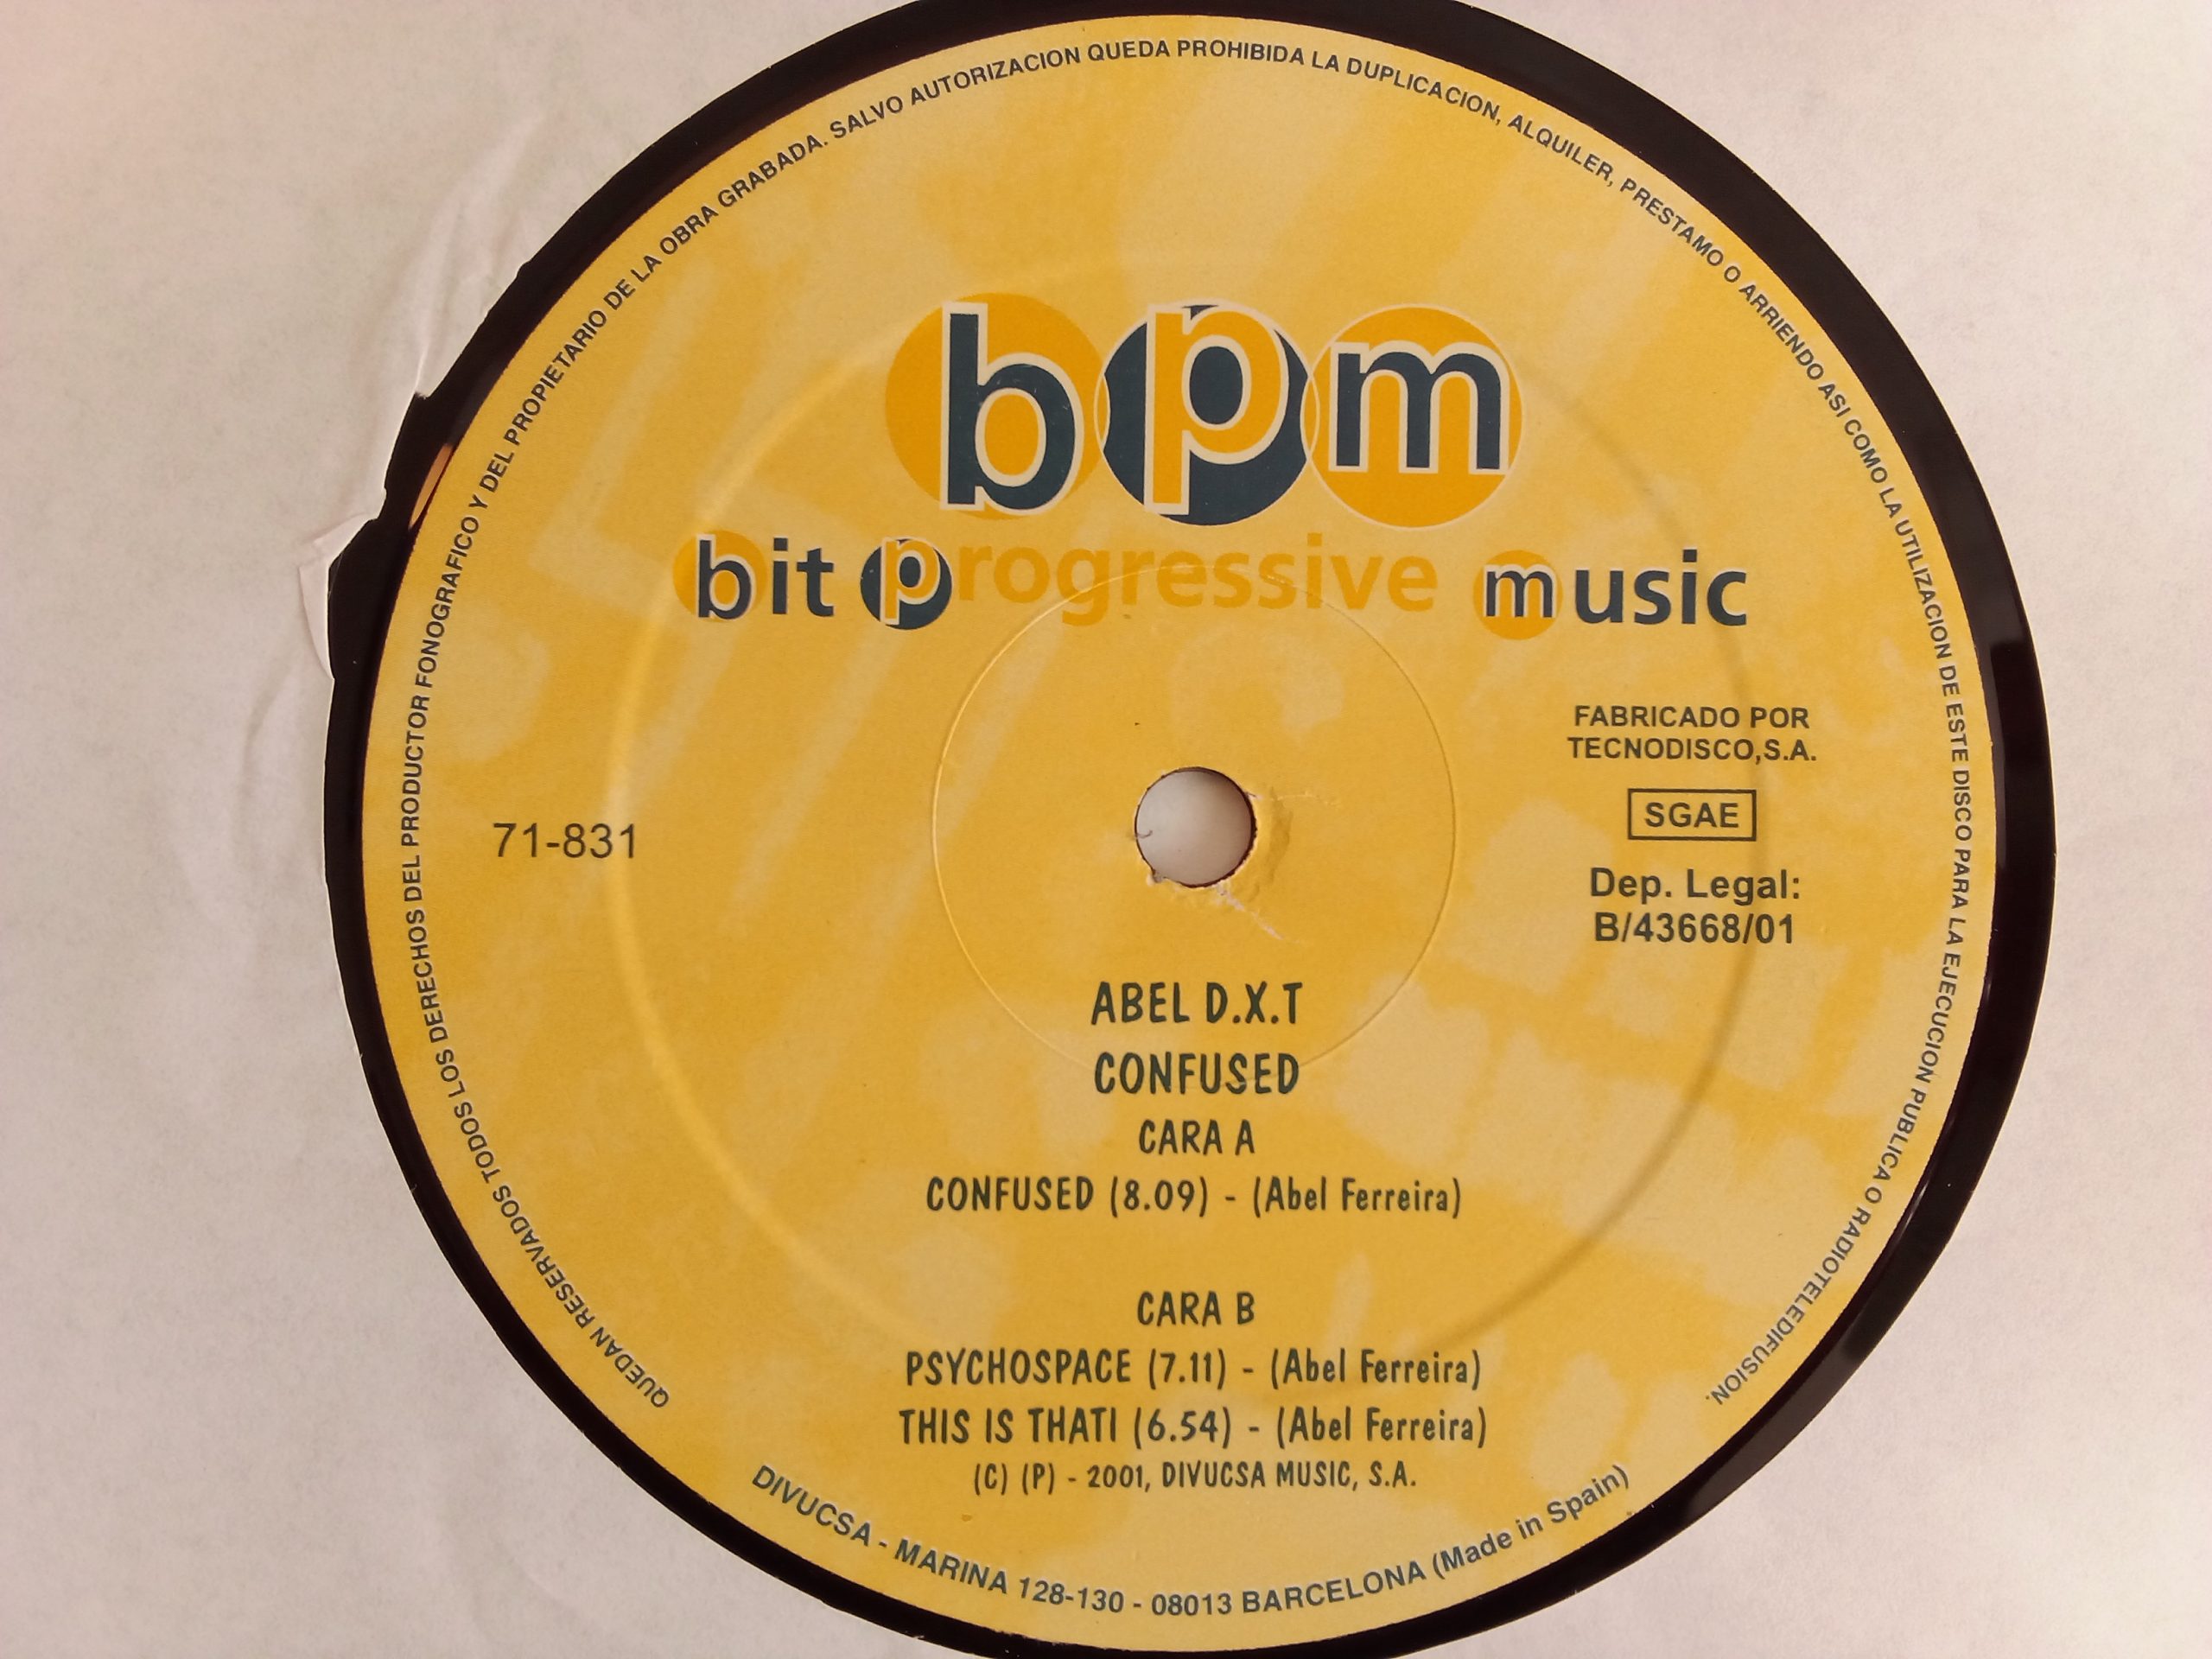 QUEDAN RESERVADOS TODOS LOS DERECHOS DEL PRODUCTOR FONOGRAFICO Y DEL PROPIETARIO DE LA OBRA GRABADA. SALVO AUTORIZACION QUEDA PROHIBIDA LA DUPLICACION, ALQUILER, PRESTAMO O ARRIENDO ASI COMO LA UTILIZACION DE ESTE DISCO PARA LA EJECUCION PUBLICA O RADIOTELEDIFUSION.
bpm
bit progressive music
FABRICADO POR
TECNODISCO,S.A.
SGAE
71-831
Dep. Legal:
B/43668/01
ABEL D.X.T
CONFUSED
CARA A
CONFUSED (8.09) - (Abel Ferreira)
CARA B
PSYCHOSPACE (7.11) - (Abel Ferreira)
THIS IS THATI (6.54) - (Abel Ferreira)
(C) (P) - 2001, DIVUCSA MUSIC, S.A.
DIVUCSA - MARINA 128-130 - 08013 BARCELONA (Made in Spain)